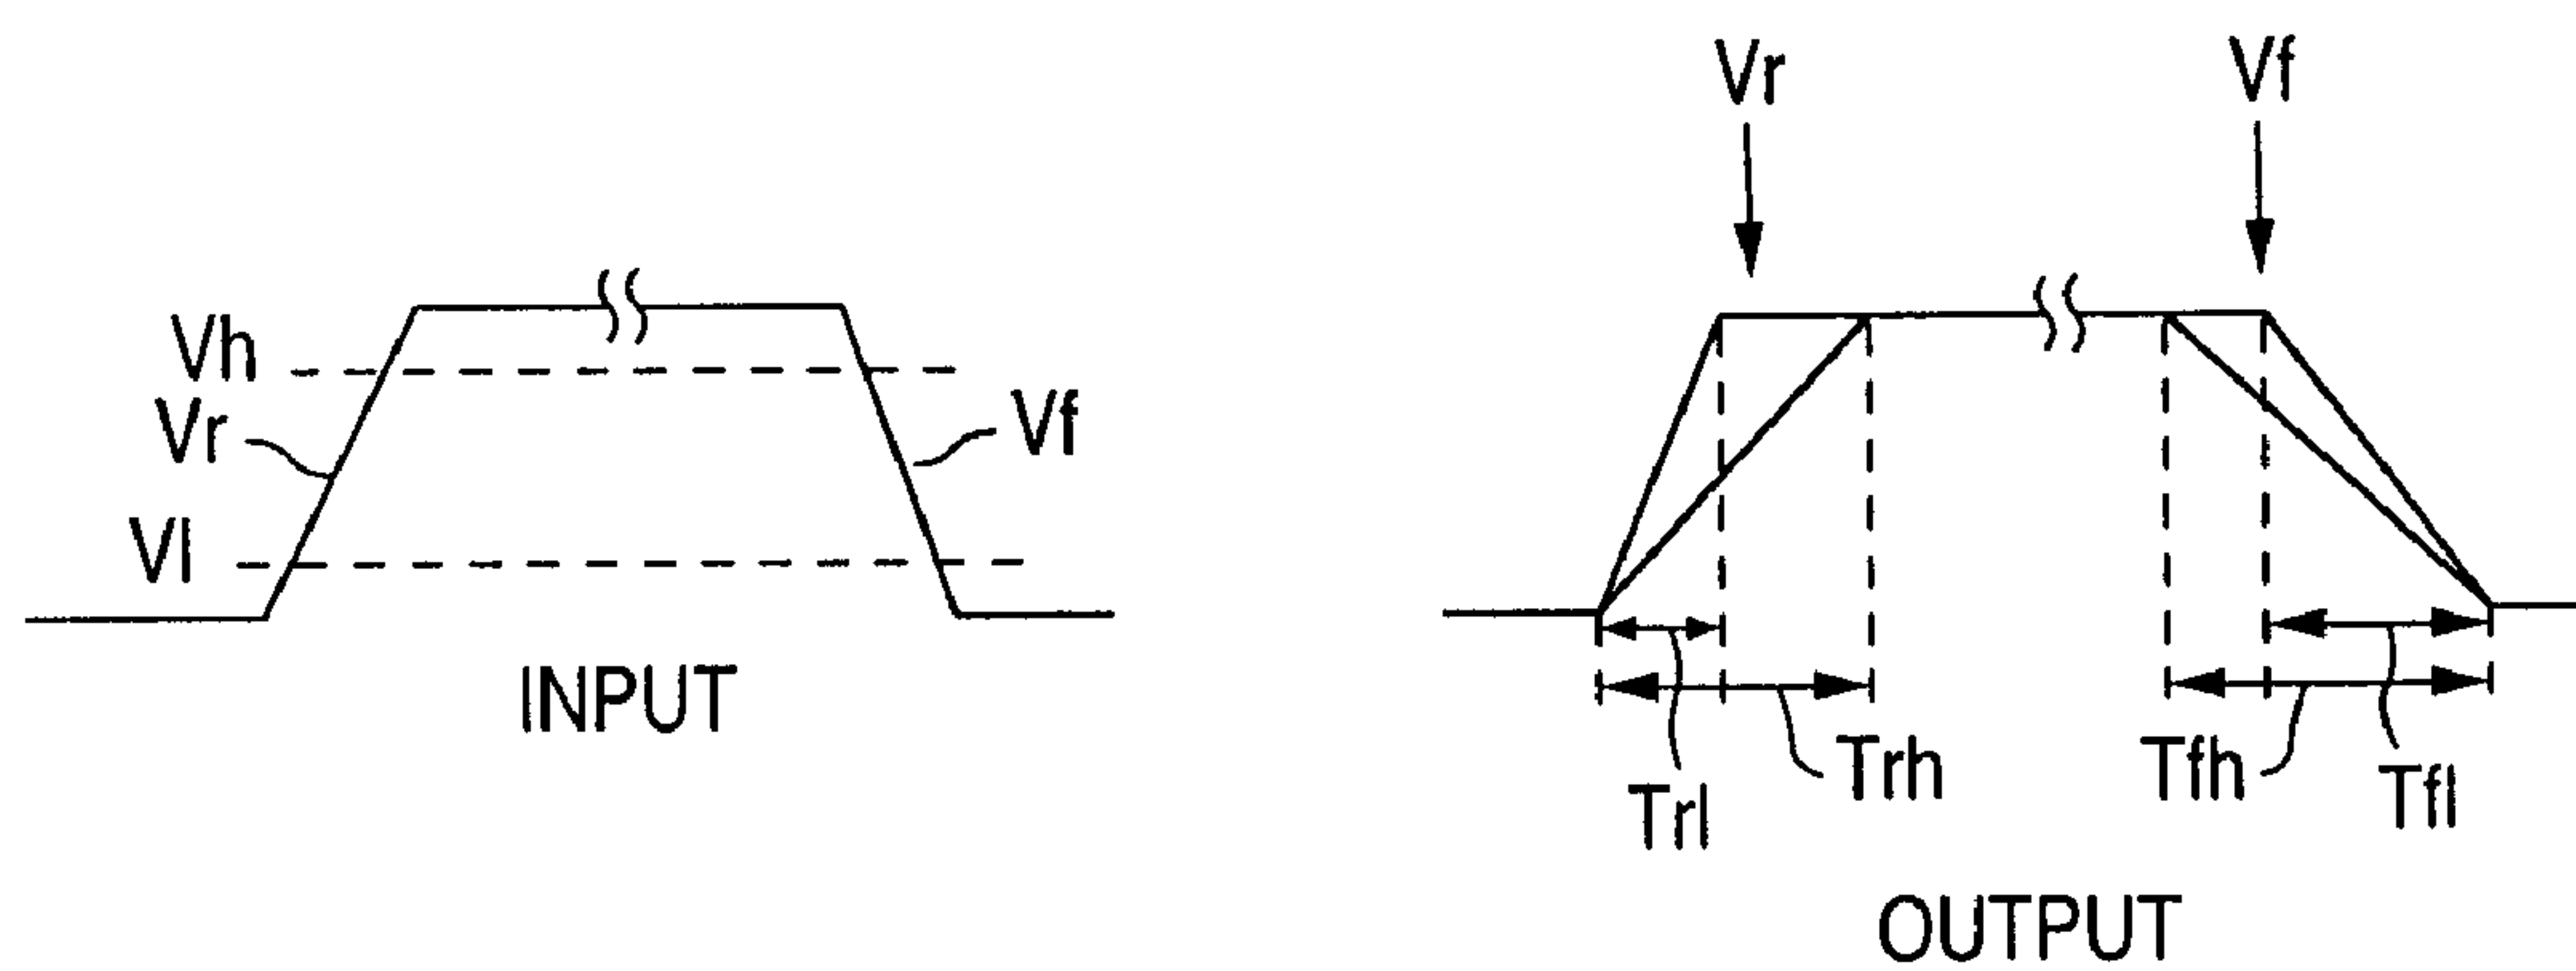 Vh
Vr
Vl
Vf
INPUT
Vr
Vf
Trl
Trh
Tfh
Tfl
OUTPUT